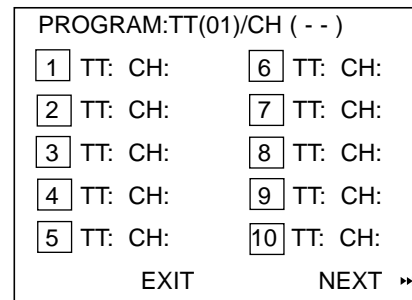 PROGRAM:TT(01)/CH ( - - )
1 TT: CH: 6 TT: CH:
2 TT: CH: 7 TT: CH:
3 TT: CH: 8 TT: CH:
4 TT: CH: 9 TT: CH:
5 TT: CH: 10 TT: CH:
EXIT NEXT ⏩